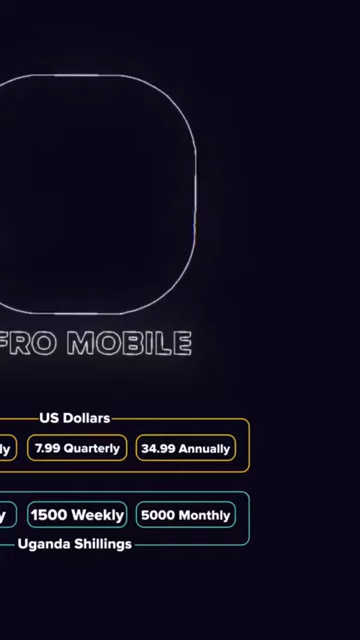 FRO MOBILE
US Dollars
ly 7.99 Quarterly 34.99 Annually
y 1500 Weekly 5000 Monthly
Uganda Shillings